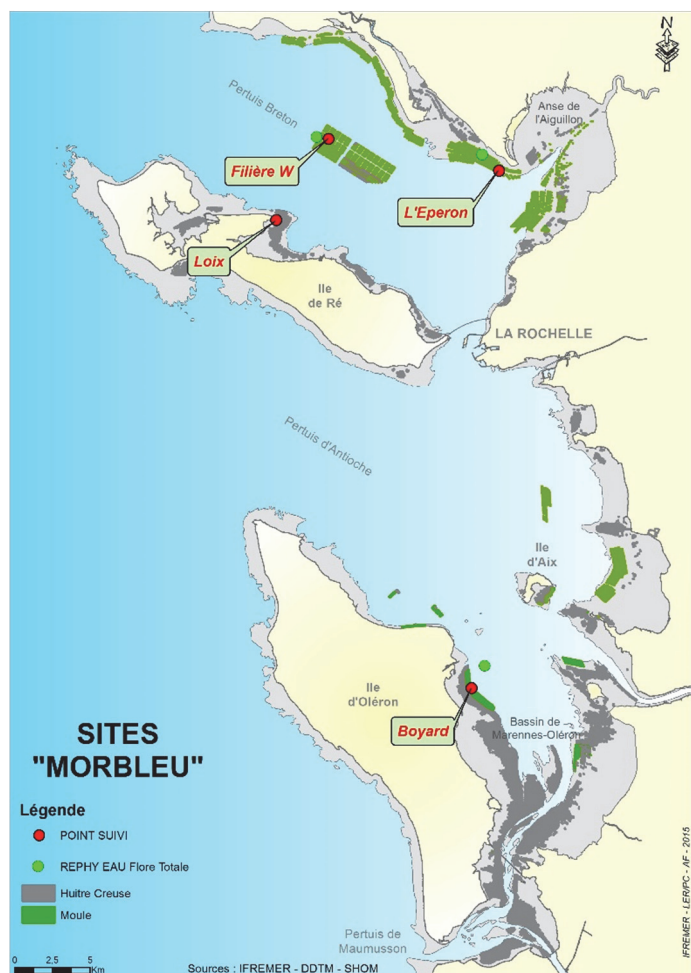 N
Pertuis Breton
Anse de
l'Aiguillon
Filière W
L'Eperon
Loix
Ile
de Ré
LA ROCHELLE
Pertuis d'Antioche
Ile
d'Aix
Ile
d'Oléron
Boyard
Bassin de
Marennes-Oléron
SITES
"MORBLEU"
Légende
POINT SUIVI
REPHY EAU Flore Totale
Huitre Creuse
Moule
Pertuis de
Maumusson
0 2,5 5
Km
Sources : IFREMER - DDTM - SHOM
IFREMER - LER/PC - AF - 2015